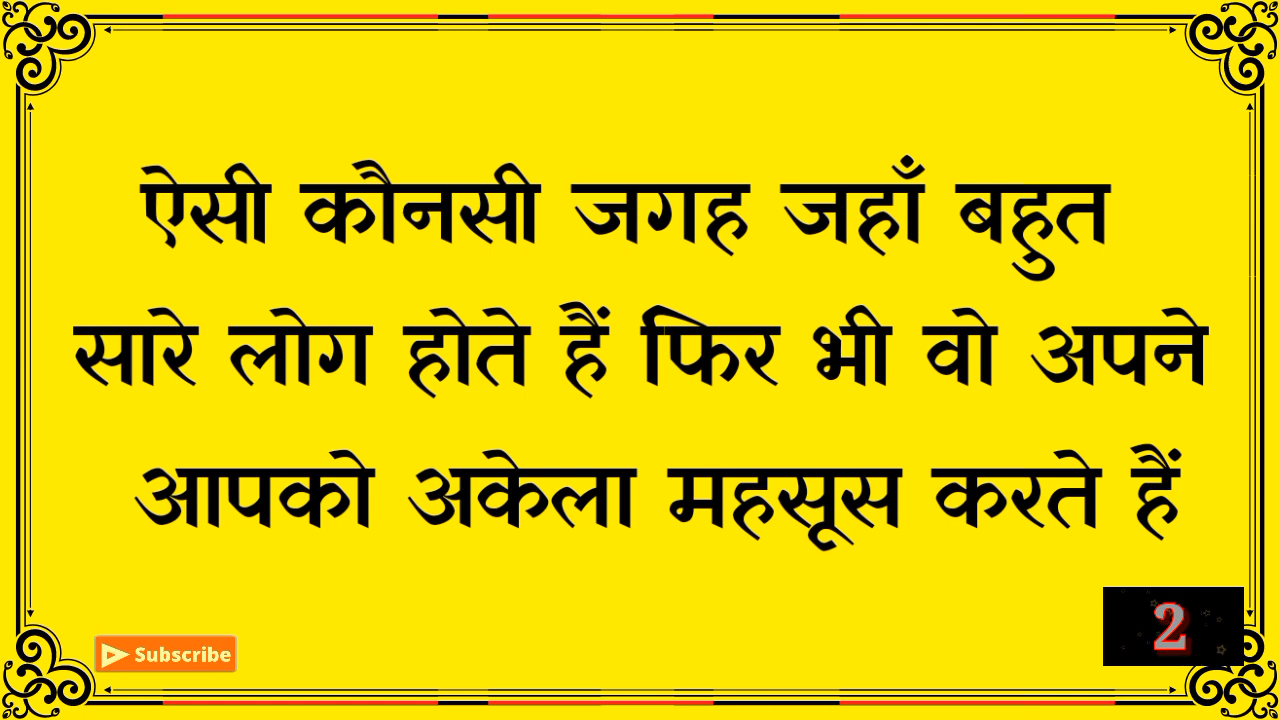 ऐसी कौनसी जगह जहाँ बहुत
सारे लोग होते हैं फिर भी वो अपने
आपको अकेला महसूस करते हैं
2
Subscribe